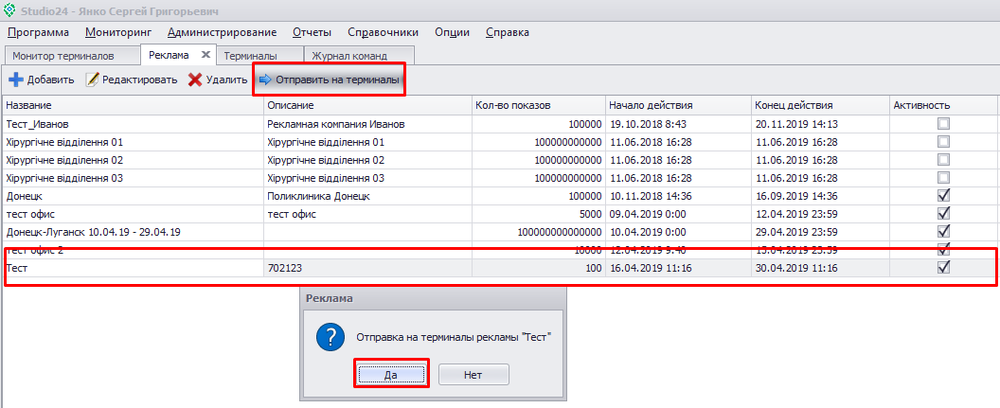 Studio24 - Янко Сергей Григорьевич
Программа Мониторинг Администрирование Отчеты Справочники Опции Справка
Монитор терминалов Реклама X Терминалы Журнал команд
Добавить Редактировать Удалить Отправить на терминалы
Название Описание Кол-во показов Начало действия Конец действия Активность
Тест_Иванов Рекламная компания Иванов 100000 19.10.2018 8:43 20.11.2019 14:13
Хірургічне відділення 01 Хірургічне відділення 01 100000000000 11.06.2018 16:28 11.06.2019 16:28
Хірургічне відділення 02 Хірургічне відділення 02 100000000000 11.06.2018 16:28 11.06.2019 16:28
Хірургічне відділення 03 Хірургічне відділення 03 100000000000 11.06.2018 16:28 11.06.2019 16:28
Донецк Поликлиника Донецк 100000 10.11.2018 14:36 16.09.2019 14:36
тест офис тест офис 5000 09.04.2019 0:00 12.04.2019 23:59
Донецк-Луганск 10.04.19 - 29.04.19 100000000000000 10.04.2019 0:00 29.04.2019 23:59
Тест офис 2 10000 12.04.2019 9:40 15.04.2019 23:59
Тест 702123 100 16.04.2019 11:16 30.04.2019 11:16
Реклама
Отправка на терминалы рекламы "Тест"
Да Нет